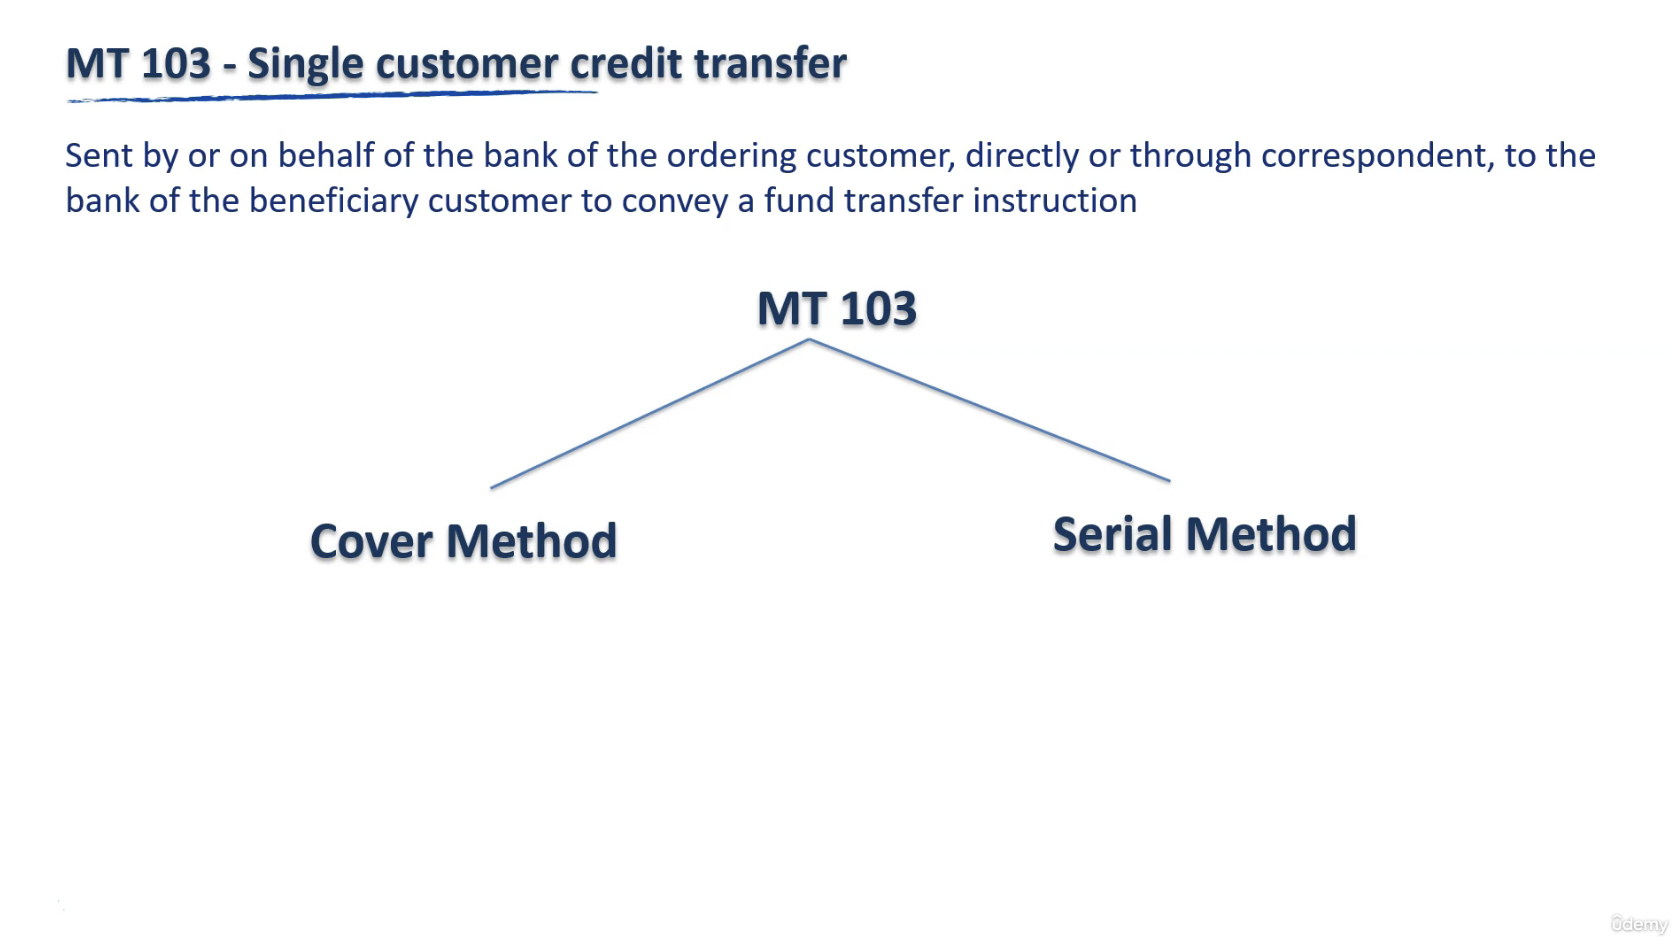 MT 103 - Single customer credit transfer
Sent by or on behalf of the bank of the ordering customer, directly or through correspondent, to the
bank of the beneficiary customer to convey a fund transfer instruction
MT 103
Cover Method
Serial Method
ûdemy